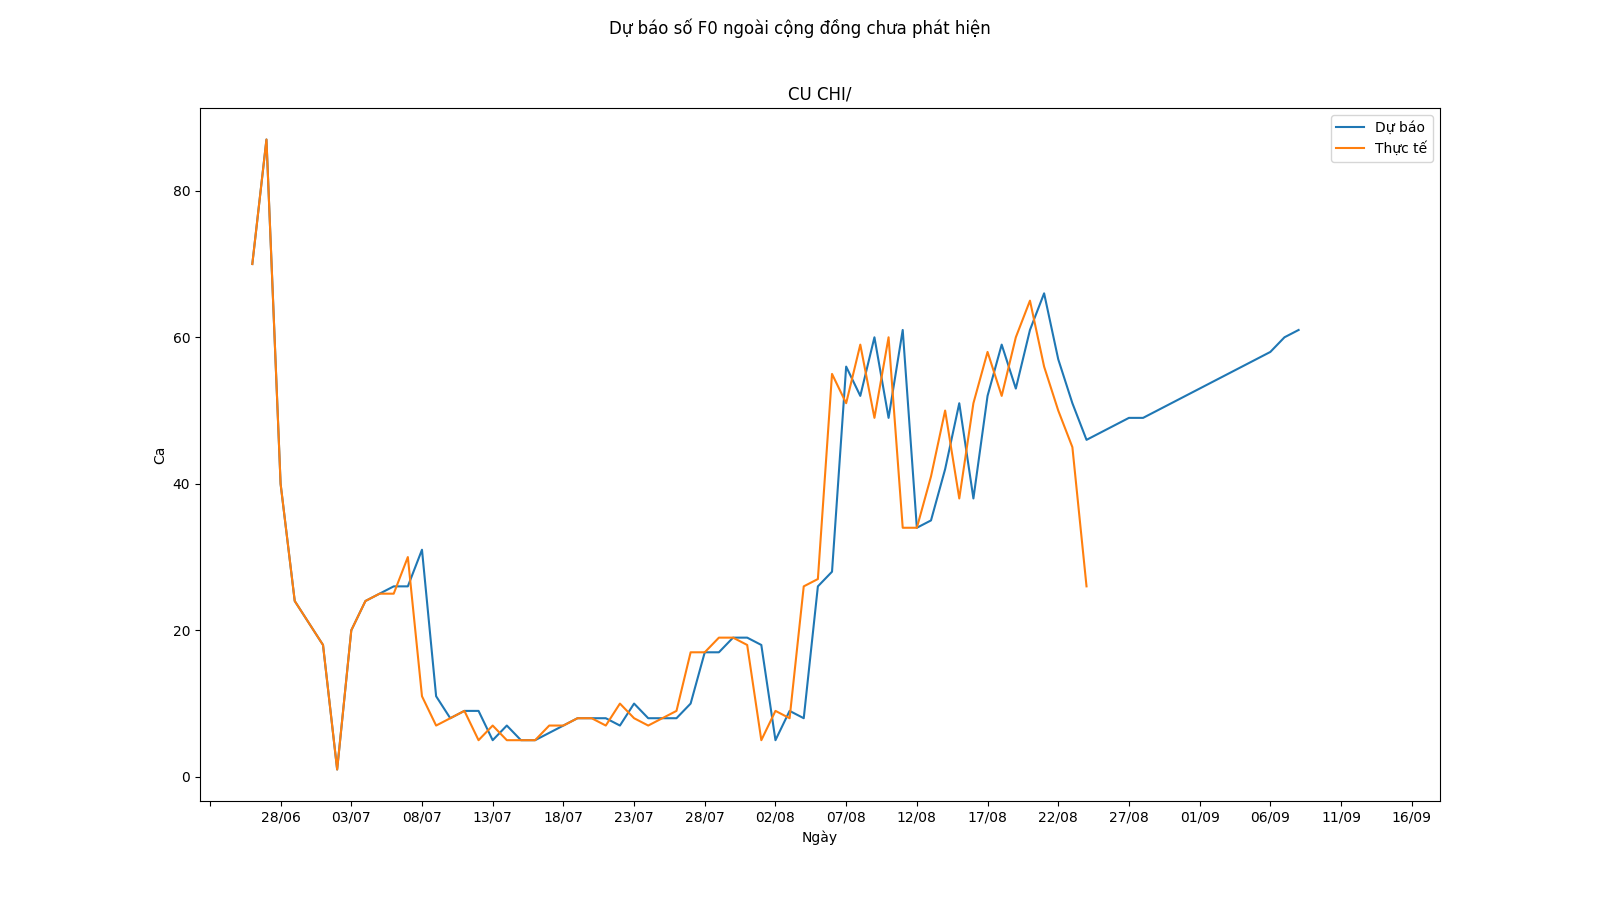 Dự báo số F0 ngoài cộng đồng chưa phát hiện
CU CHI/
Dự báo
Thực tế
80
60
40
20
0
Ca
28/06 03/07 08/07 13/07 18/07 23/07 28/07 02/08 07/08 12/08 17/08 22/08 27/08 01/09 06/09 11/09 16/09
Ngày